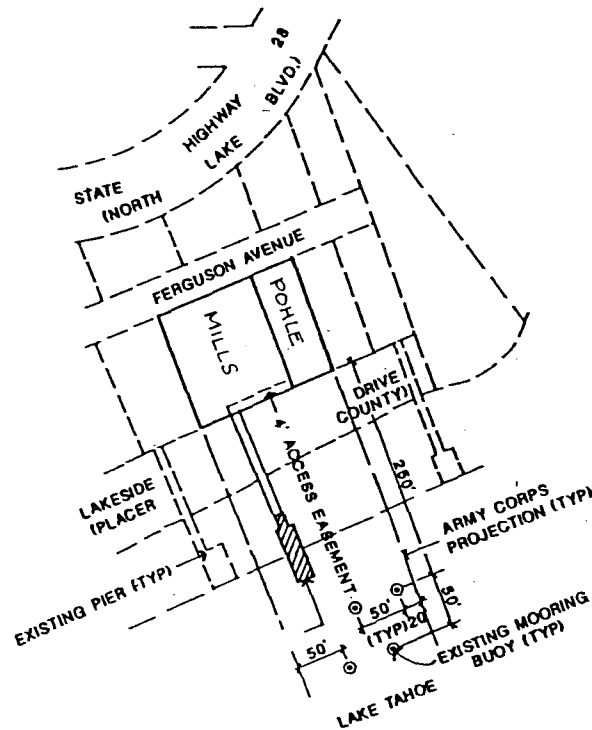 28
STATE HIGHWAY
(NORTH LAKE BLVD.)
FERGUSON AVENUE
MILLS
POHLE
LAKESIDE DRIVE
(PLACER COUNTY)
4' ACCESS EASEMENT
250'
ARMY CORPS
PROJECTION (TYP)
EXISTING PIER (TYP)
50'
(TYP)
20'
50'
50'
EXISTING MOORING
BUOY (TYP)
LAKE TAHOE